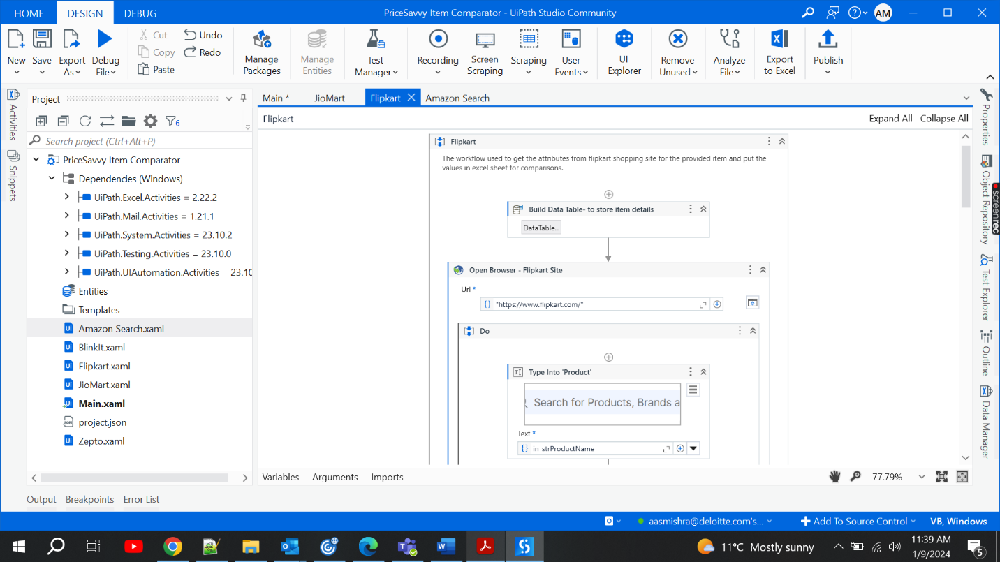 HOME DESIGN DEBUG
PriceSavvy Item Comparator - UiPath Studio Community
AM
New
Save
Export
As
Debug
File
Cut
Copy
Paste
Undo
Redo
Manage
Packages
Manage
Entities
Test
Manager
Recording
Screen
Scraping
Scraping
User
Events
UI
Explorer
Remove
Unused
Analyze
File
Export
to Excel
Publish
Activities
Snippets
Project
6
Search project (Ctrl+Alt+P)
PriceSavvy Item Comparator
Dependencies (Windows)
UiPath.Excel.Activities = 2.22.2
UiPath.Mail.Activities = 1.21.1
UiPath.System.Activities = 23.10.2
UiPath.Testing.Activities = 23.10.0
UiPath.UIAutomation.Activities = 23.10
Entities
Templates
Ui Amazon Search.xaml
Ui BlinkIt.xaml
Ui Flipkart.xaml
Ui JioMart.xaml
Ui Main.xaml
JSON project.json
Ui Zepto.xaml
Main *
JioMart
Flipkart
Amazon Search
Flipkart
Expand All Collapse All
Flipkart
The workflow used to get the attributes from flipkart shopping site for the provided item and put the
values in excel sheet for comparisons.
Build Data Table- to store item details
DataTable...
Open Browser - Flipkart Site
Url *
"https://www.flipkart.com/"
Do
TI Type Into 'Product'
Search for Products, Brands a
Text *
in_strProductName
Variables Arguments Imports
77.79%
Properties
Object Repository
Test Explorer
Outline
Data Manager
screenrec
Output Breakpoints Error List
aasmishra@deloitte.com's...
Add To Source Control
VB, Windows
11°C Mostly sunny
11:39 AM
1/9/2024
5